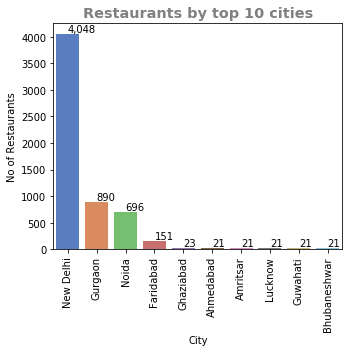 Restaurants by top 10 cities
No of Restaurants
4000
3500
3000
2500
2000
1500
1000
500
0
4,048
890
696
151
23
21
21
21
21
21
New Delhi
Gurgaon
Noida
Faridabad
Ghaziabad
Ahmedabad
Amritsar
Lucknow
Guwahati
Bhubaneshwar
City